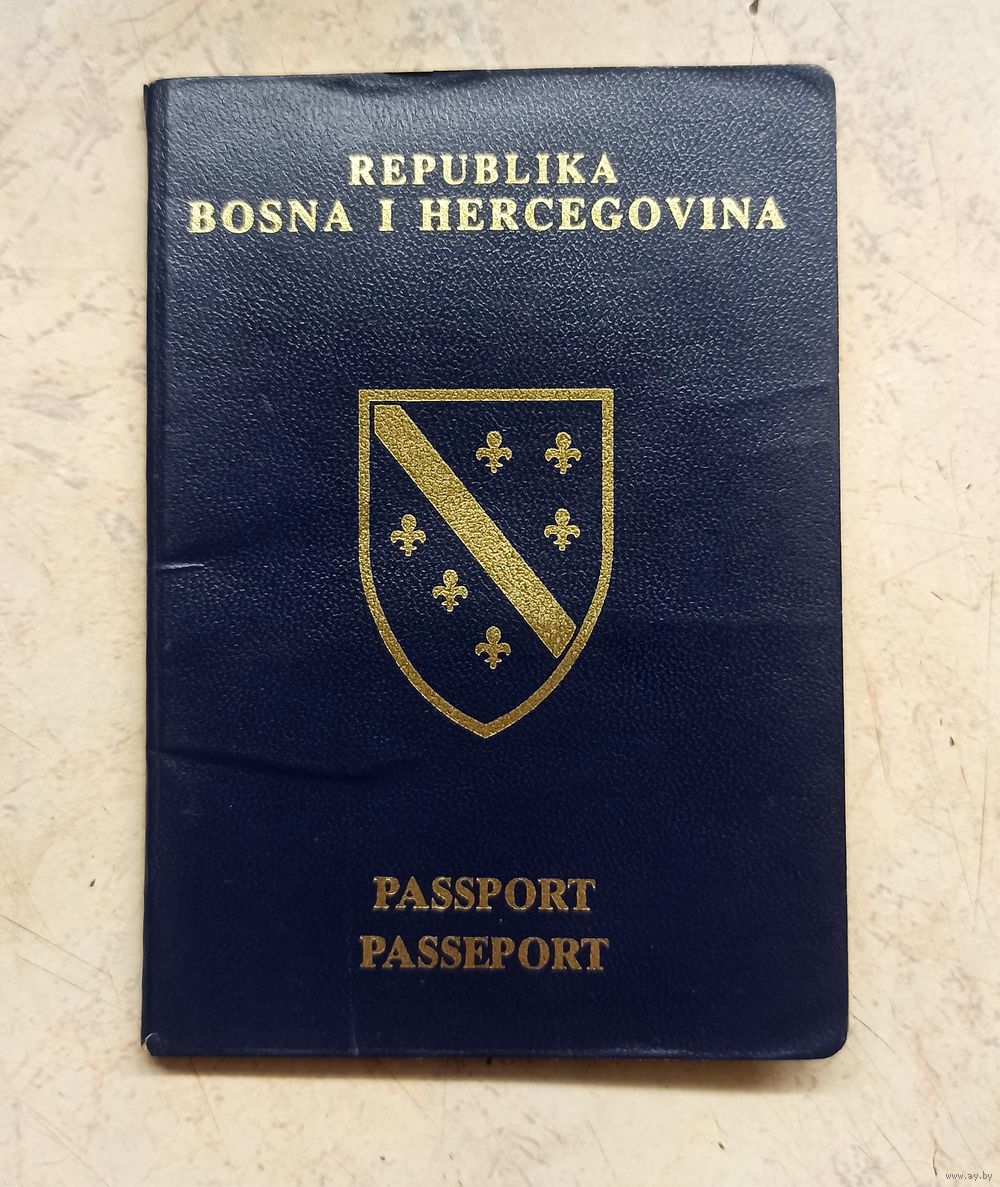 REPUBLIKA
BOSNA I HERCEGOVINA
PASSPORT
PASSEPORT
www.ay.by